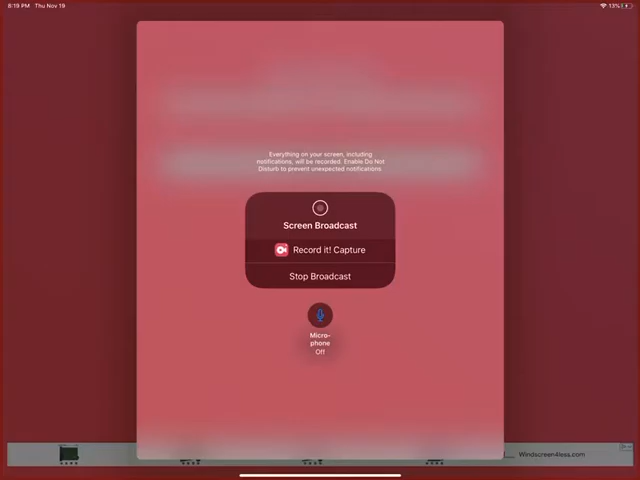 8:19 PM Thu Nov 19
13%
Everything on your screen, including
notifications, will be recorded. Enable Do Not
Disturb to prevent unexpected notifications.
Screen Broadcast
Record it! Capture
Stop Broadcast
Micro-
phone
Off
Windscreen4less.com